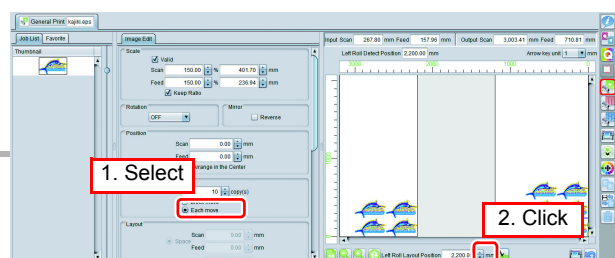 General Print Kajiki.eps
Job List Favorite
Thumbnail
Image Edit
Scale
Valid
Scan 150.00 % 401.70 mm
Feed 150.00 % 236.94 mm
Keep Ratio
Rotation
OFF
Mirror
Reverse
Position
Scan 0.00 mm
Feed 0.00 mm
range in the Center
10 copy(s)
Each move
Layout
Space
Scan 0.00 mm
Feed 0.00 mm
Input Scan 267.80 mm Feed 157.96 mm Output Scan 3,003.41 mm Feed 710.81 mm
Left Roll Detect Position 2,200.00 mm Arrow key unit 1 mm
3000 2000 1000
1000
Left Roll Layout Position 2,200.0 mm
1. Select
2. Click